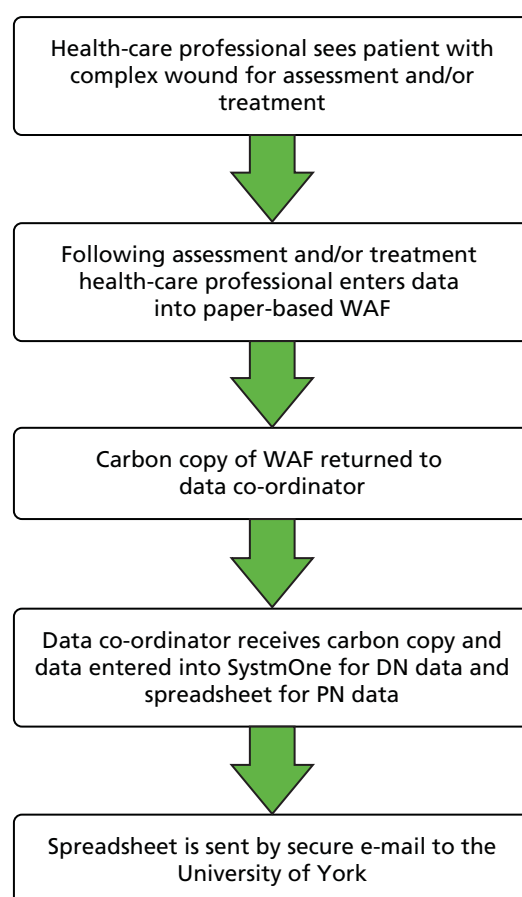 Health-care professional sees patient with
complex wound for assessment and/or
treatment
Following assessment and/or treatment
health-care professional enters data
into paper-based WAF
Carbon copy of WAF returned to
data co-ordinator
Data co-ordinator receives carbon copy and
data entered into SystmOne for DN data and
spreadsheet for PN data
Spreadsheet is sent by secure e-mail to the
University of York